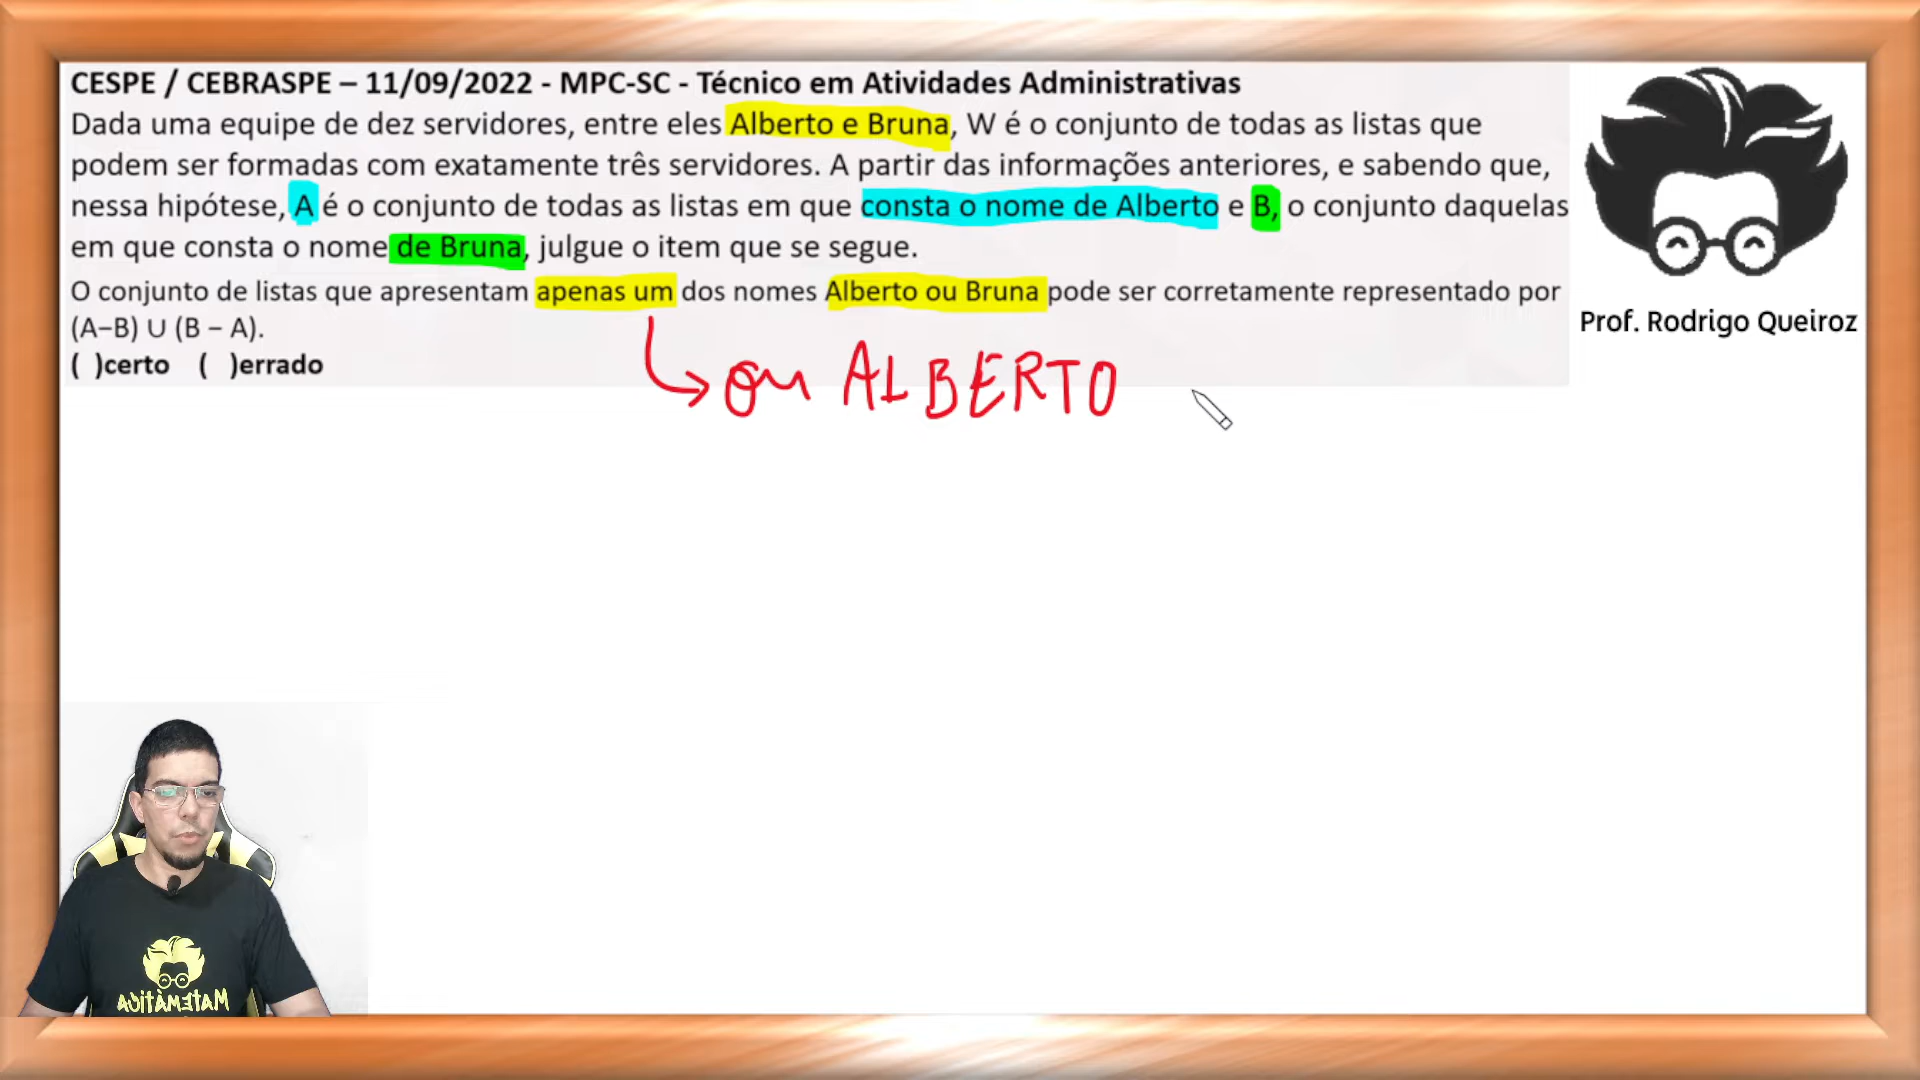 CESPE / CEBRASPE – 11/09/2022 - MPC-SC - Técnico em Atividades Administrativas
Dada uma equipe de dez servidores, entre eles Alberto e Bruna, W é o conjunto de todas as listas que
podem ser formadas com exatamente três servidores. A partir das informações anteriores, e sabendo que,
nessa hipótese, A é o conjunto de todas as listas em que consta o nome de Alberto e B, o conjunto daquelas
em que consta o nome de Bruna, julgue o item que se segue.
O conjunto de listas que apresentam apenas um dos nomes Alberto ou Bruna pode ser corretamente representado por
(A–B) U (B – A).
( )certo ( )errado
ou ALBERTO
Prof. Rodrigo Queiroz
MATEMÁTICA